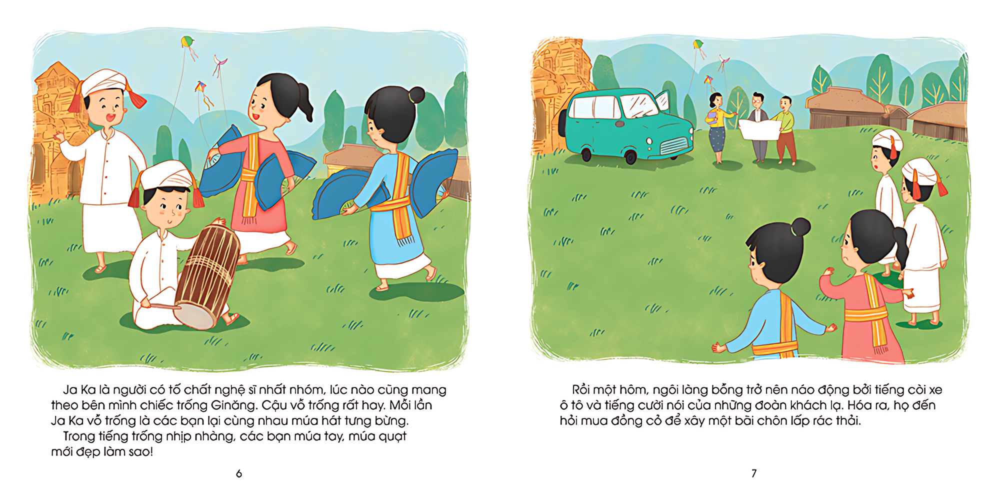 Ja Ka là người có tố chất nghệ sĩ nhất nhóm, lúc nào cũng mang
theo bên mình chiếc trống Ginăng. Cậu vỗ trống rất hay. Mỗi lần
Ja Ka vỗ trống là các bạn lại cùng nhau múa hát tưng bừng.
Trong tiếng trống nhịp nhàng, các bạn múa tay, múa quạt
mới đẹp làm sao!
6
Rồi một hôm, ngôi làng bỗng trở nên náo động bởi tiếng còi xe
ô tô và tiếng cười nói của những đoàn khách lạ. Hóa ra, họ đến
hỏi mua đồng cỏ để xây một bãi chôn lấp rác thải.
7